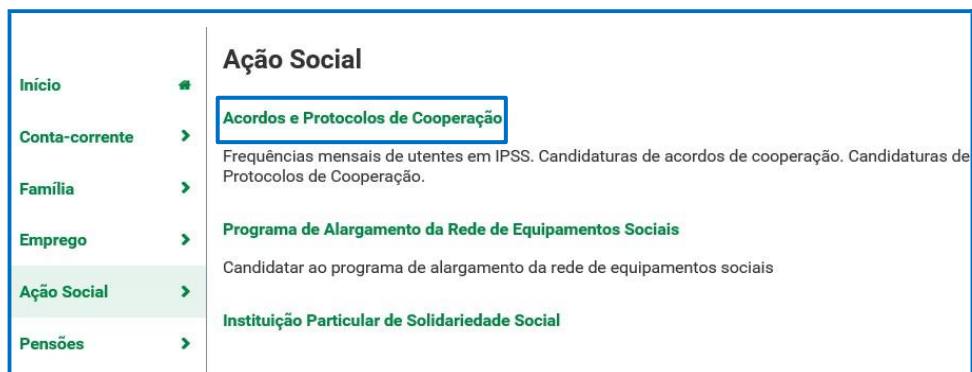 Início
Conta-corrente
Família
Emprego
Ação Social
Pensões
Ação Social
Acordos e Protocolos de Cooperação
Frequências mensais de utentes em IPSS. Candidaturas de acordos de cooperação. Candidaturas de
Protocolos de Cooperação.
Programa de Alargamento da Rede de Equipamentos Sociais
Candidatar ao programa de alargamento da rede de equipamentos sociais
Instituição Particular de Solidariedade Social